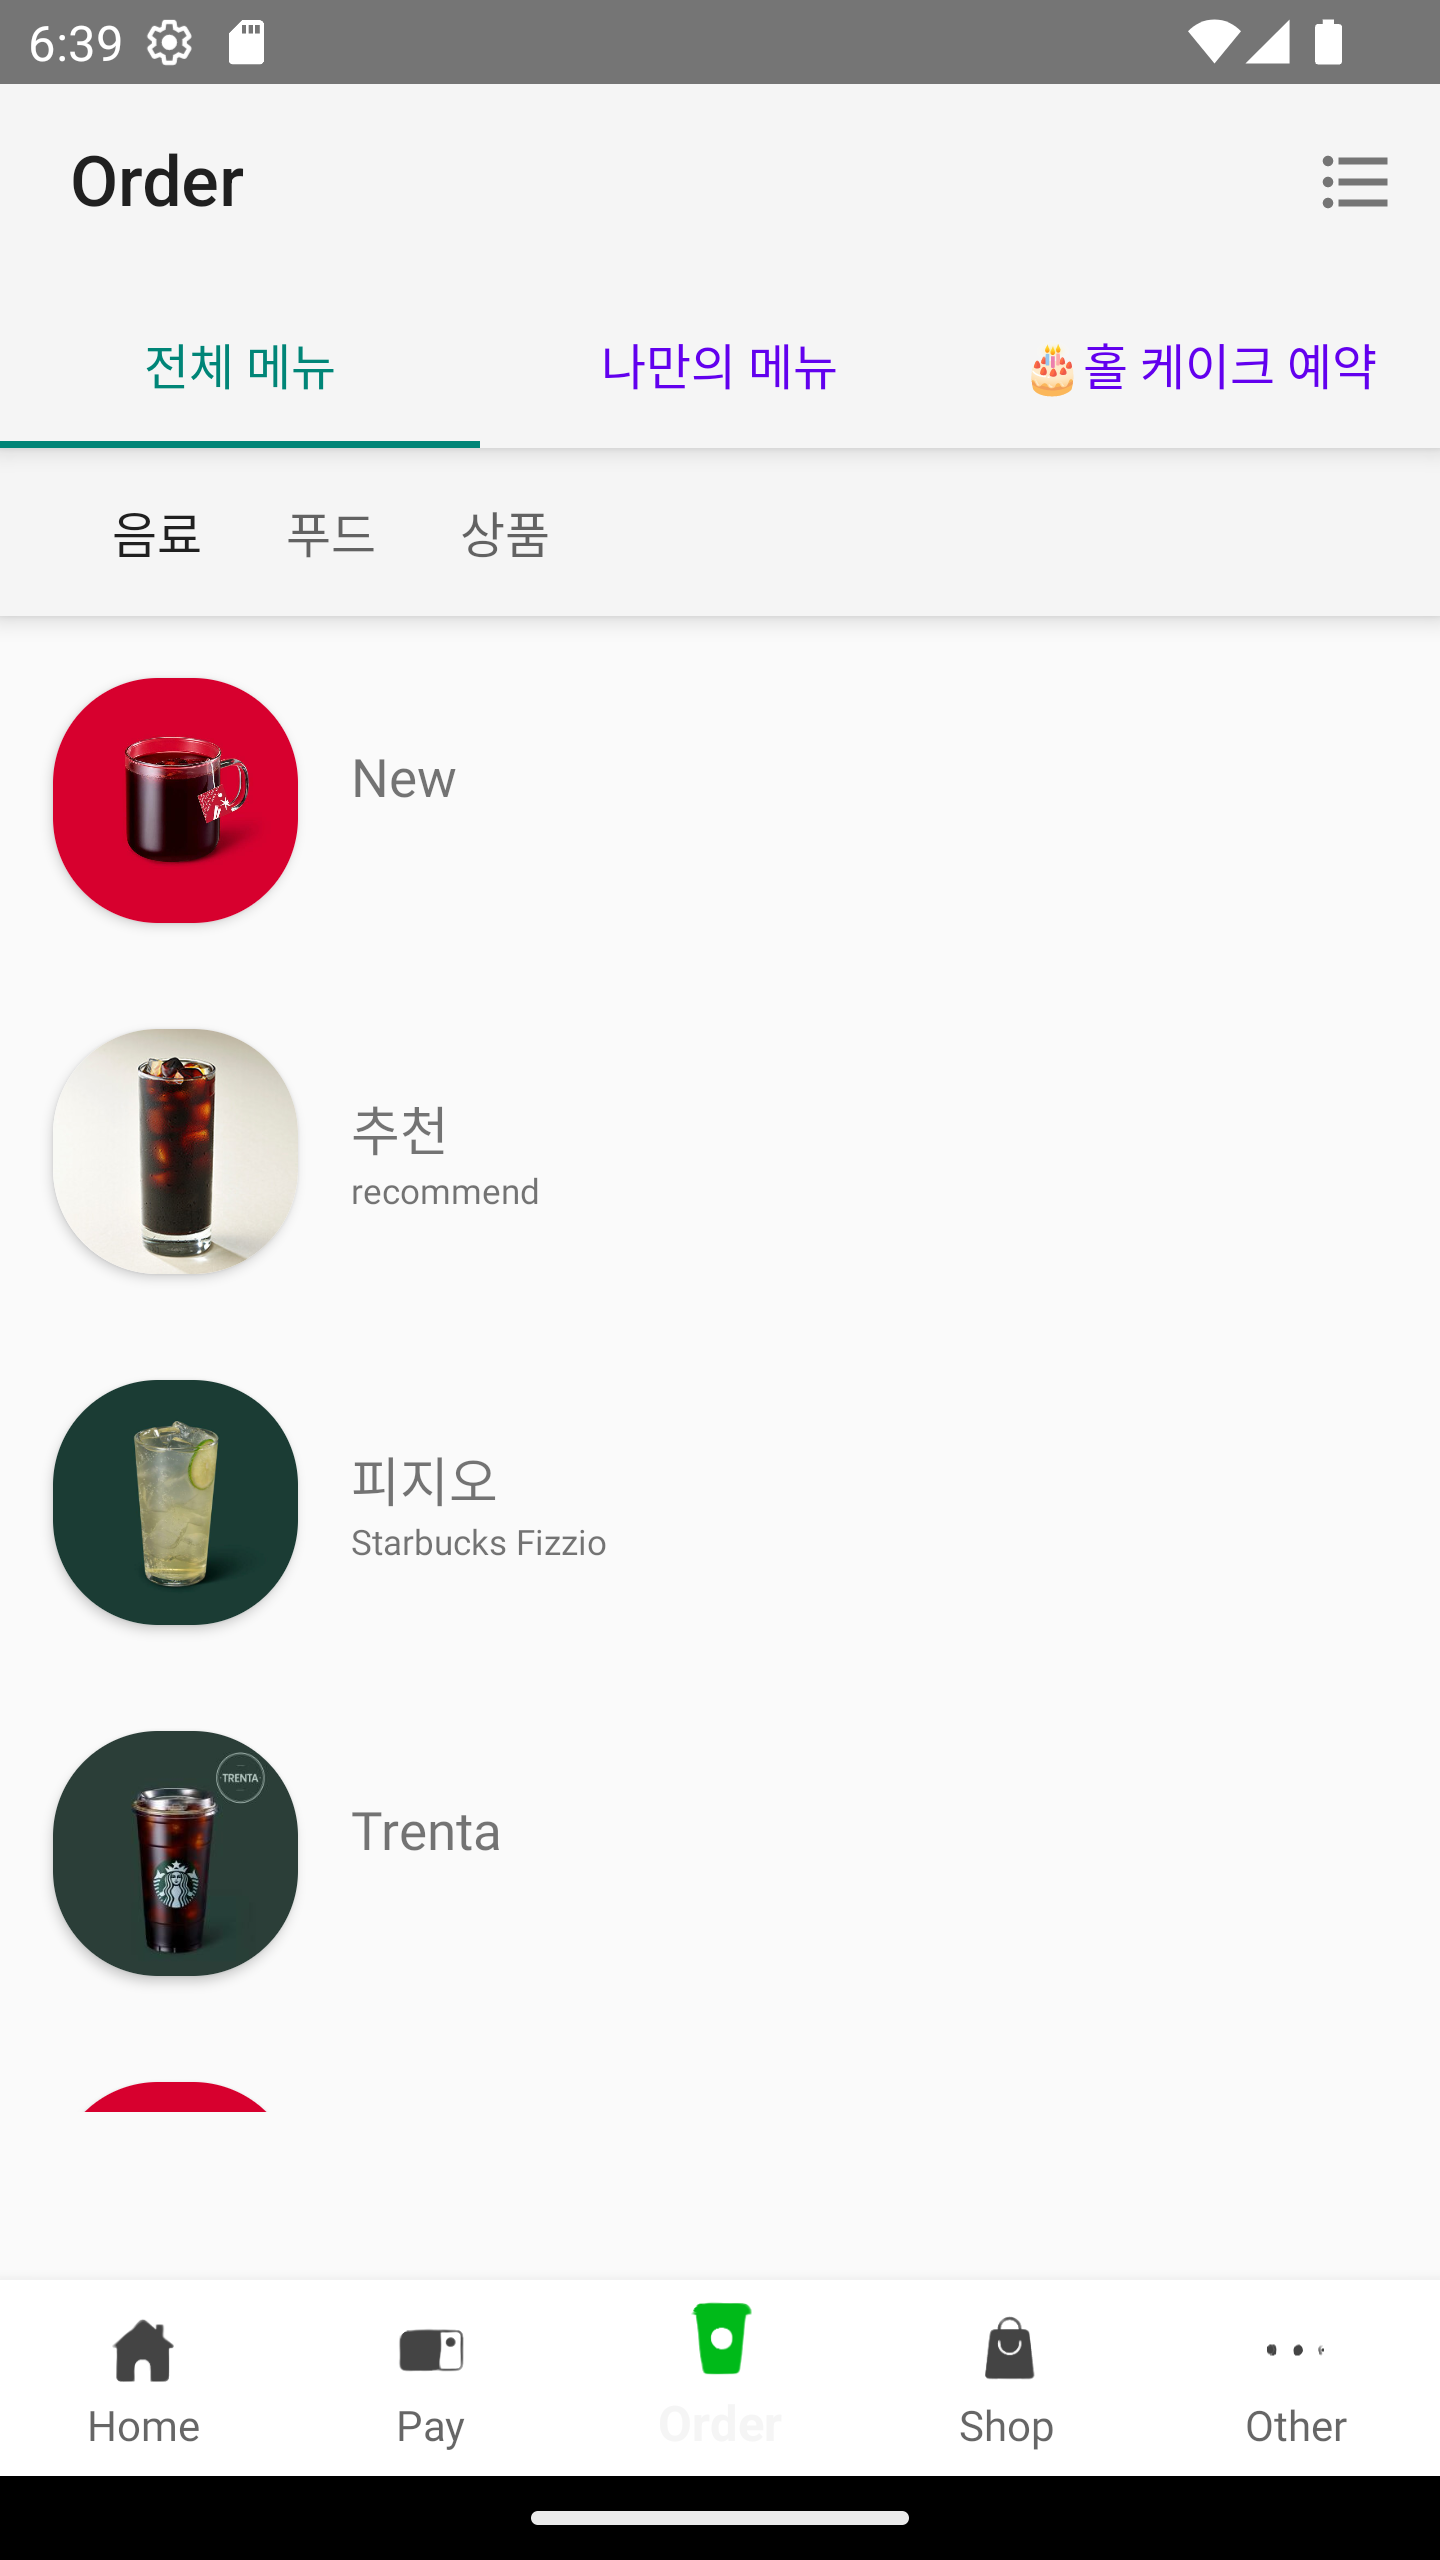 6:39
Order
전체 메뉴
나만의 메뉴
🎂홀 케이크 예약
음료
푸드
상품
New
추천
recommend
피지오
Starbucks Fizzio
TRENTA
Trenta
Home
Pay
Order
Shop
Other